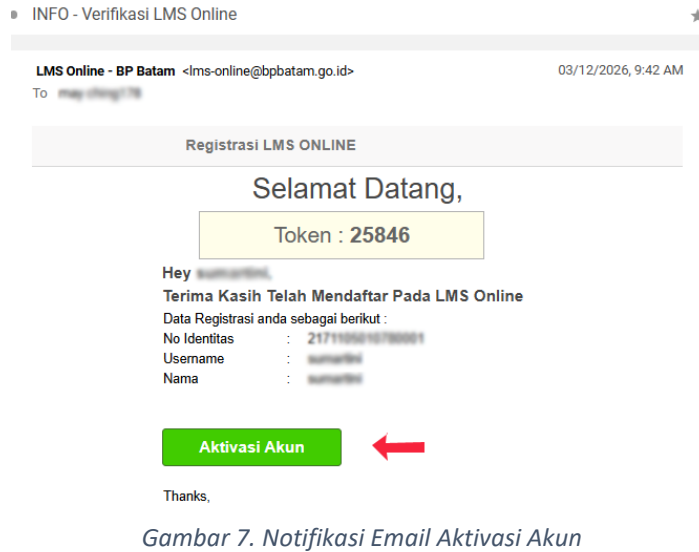 INFO - Verifikasi LMS Online
LMS Online - BP Batam <lms-online@bpbatam.go.id> 03/12/2026, 9:42 AM
To
Registrasi LMS ONLINE
Selamat Datang,
Token : 25846
Hey
Terima Kasih Telah Mendaftar Pada LMS Online
Data Registrasi anda sebagai berikut :
No Identitas :
Username :
Nama :
Aktivasi Akun
Thanks,
Gambar 7. Notifikasi Email Aktivasi Akun